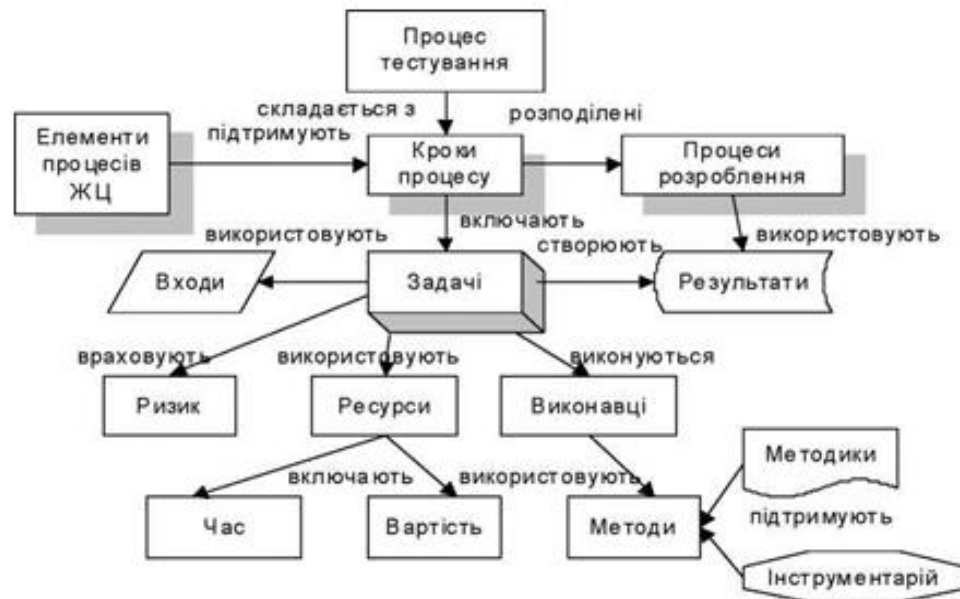 Процес
тестування
складається з
підтримують
розподілені
Елементи
процесів
ЖЦ
Кроки
процесу
Процеси
розроблення
включають
використовують
створюють
використовують
Входи
Задачі
Результати
враховують
використовують
виконуються
Ризик
Ресурси
Виконавці
включають
використовують
Методики
Час
Вартість
Методи
підтримують
Інструментарій